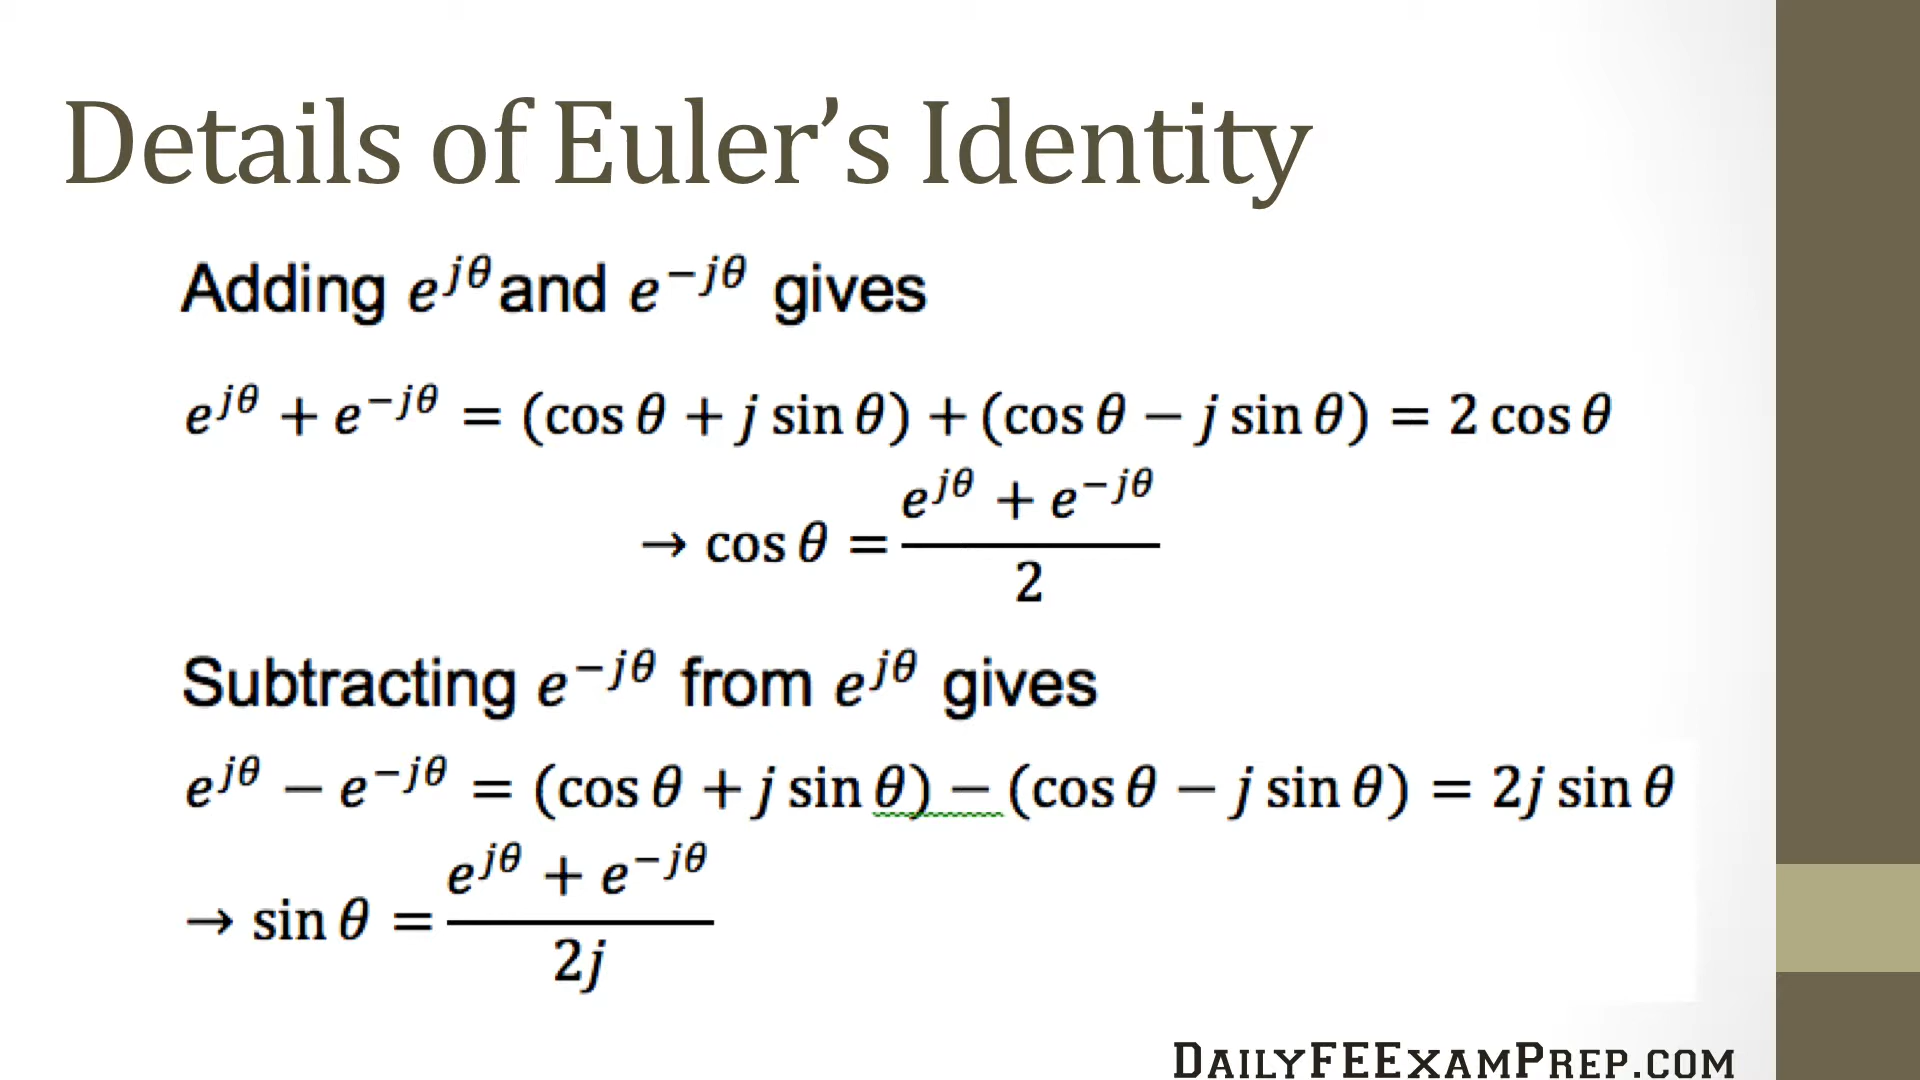 Details of Euler’s Identity
Adding e^{jθ} and e^{−jθ} gives
e^{jθ} + e^{−jθ} = (cos θ + j sin θ) + (cos θ − j sin θ) = 2 cos θ
→ cos θ = \frac{e^{jθ} + e^{−jθ}}{2}
Subtracting e^{−jθ} from e^{jθ} gives
e^{jθ} − e^{−jθ} = (cos θ + j sin θ) − (cos θ − j sin θ) = 2j sin θ
→ sin θ = \frac{e^{jθ} + e^{−jθ}}{2j}
DailyFEExamPrep.com